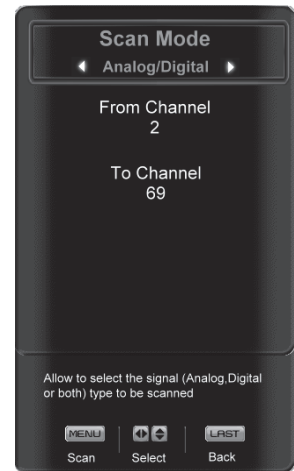 Scan Mode
Analog/Digital
From Channel
2
To Channel
69
Allow to select the signal (Analog,Digital
or both) type to be scanned
MENU LAST
Scan Select Back